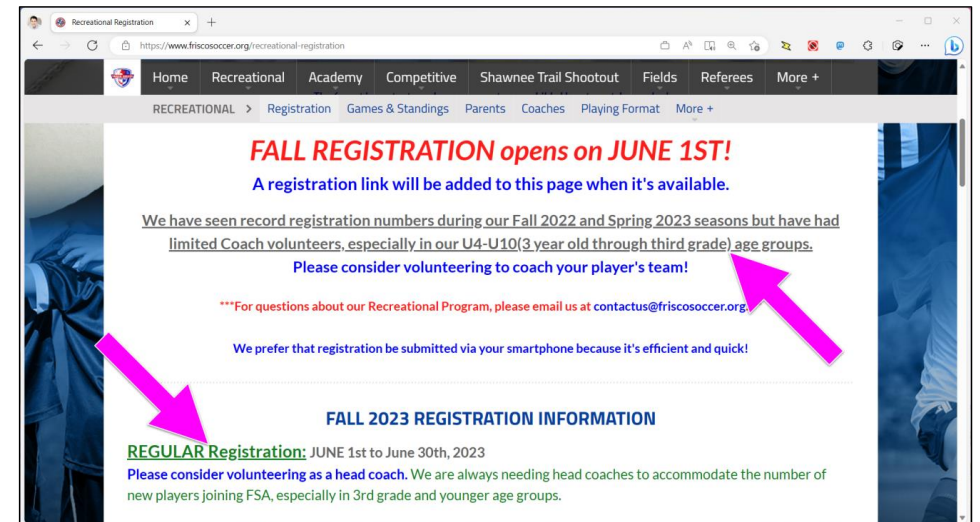 Recreational Registration
https://www.friscosoccer.org/recreational-registration
Home Recreational Academy Competitive Shawnee Trail Shootout Fields Referees More +
RECREATIONAL > Registration Games & Standings Parents Coaches Playing Format More +
FALL REGISTRATION opens on JUNE 1ST!
A registration link will be added to this page when it's available.
We have seen record registration numbers during our Fall 2022 and Spring 2023 seasons but have had
limited Coach volunteers, especially in our U4-U10(3 year old through third grade) age groups.
Please consider volunteering to coach your player's team!
***For questions about our Recreational Program, please email us at contactus@friscosoccer.org.
We prefer that registration be submitted via your smartphone because it's efficient and quick!
FALL 2023 REGISTRATION INFORMATION
REGULAR Registration: JUNE 1st to June 30th, 2023
Please consider volunteering as a head coach. We are always needing head coaches to accommodate the number of
new players joining FSA, especially in 3rd grade and younger age groups.